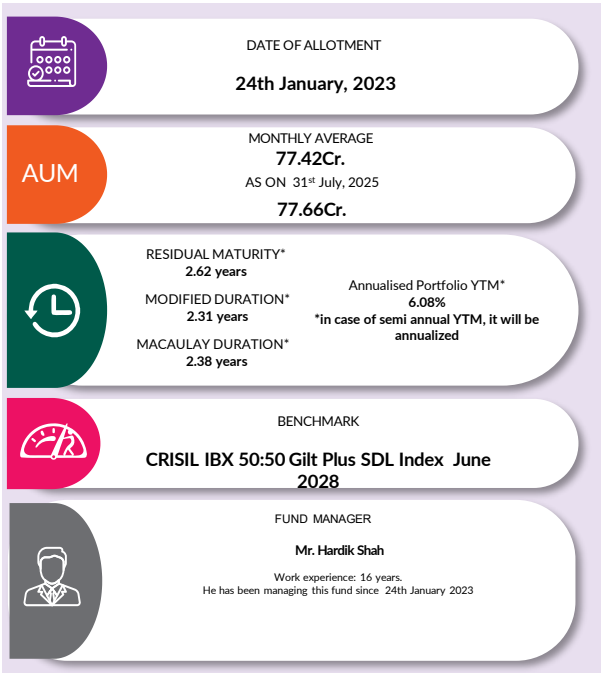 DATE OF ALLOTMENT
24th January, 2023
AUM
MONTHLY AVERAGE
77.42Cr.
AS ON 31st July, 2025
77.66Cr.
RESIDUAL MATURITY*
2.62 years
MODIFIED DURATION*
2.31 years
MACAULAY DURATION*
2.38 years
Annualised Portfolio YTM*
6.08%
*in case of semi annual YTM, it will be
annualized
BENCHMARK
CRISIL IBX 50:50 Gilt Plus SDL Index June
2028
FUND MANAGER
Mr. Hardik Shah
Work experience: 16 years.
He has been managing this fund since 24th January 2023